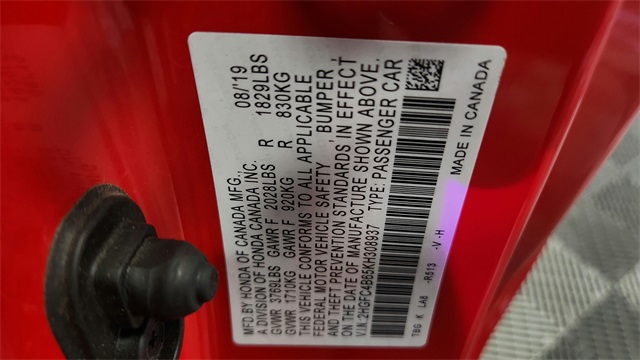 MFD.BY HONDA OF CANADA MFG., 08/'19
A DIVISION OF HONDA CANADA INC.
GVWR 3769LBS GAWR F 2028LBS R 1829LBS
GVWR 1710KG GAWR F 920KG R 830KG
THIS VEHICLE CONFORMS TO ALL APPLICABLE
FEDERAL MOTOR VEHICLE SAFETY, BUMPER,
AND THEFT PREVENTION STANDARDS IN EFFECT
ON THE DATE OF MANUFACTURE SHOWN ABOVE.
V.I.N.:2HGFC4B65KH308937 TYPE: PASSENGER CAR
TBG K LA8 -R513 -V -H MADE IN CANADA